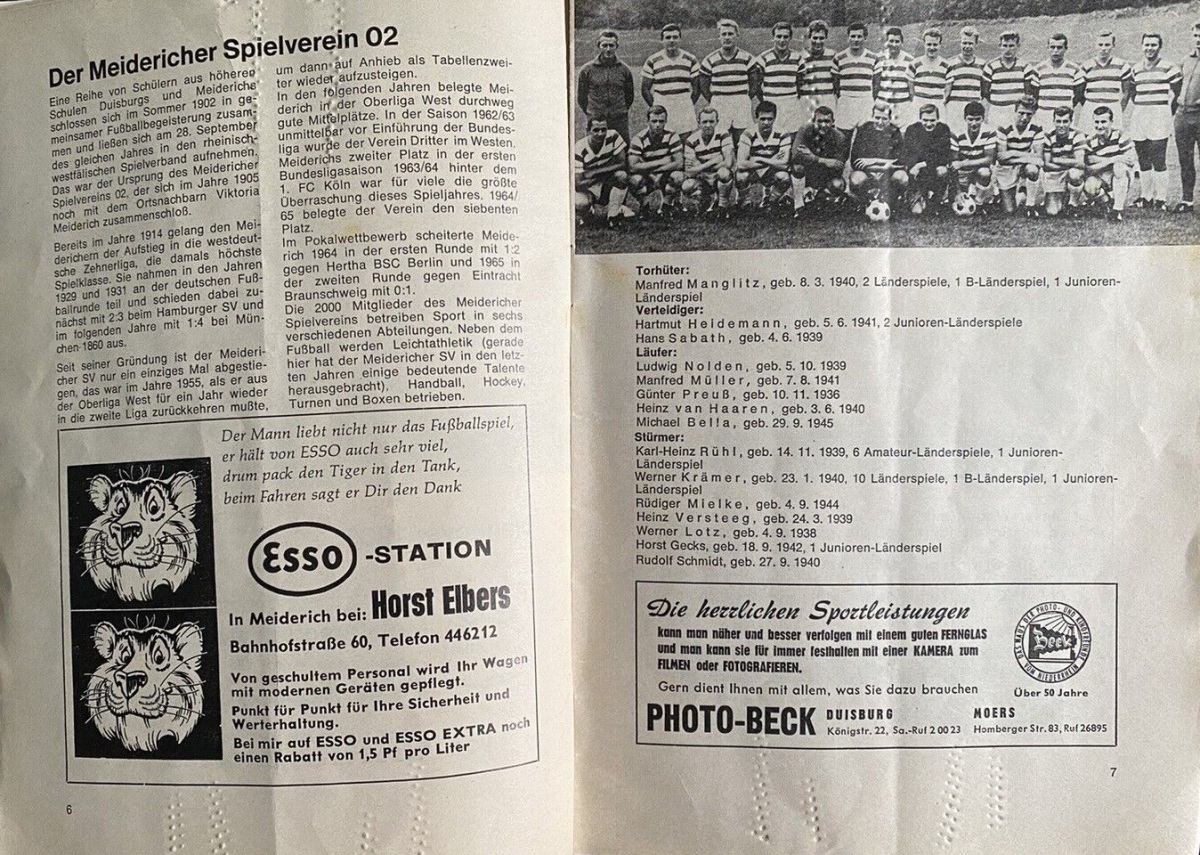 Der Meidericher Spielverein 02
Eine Reihe von Schülern aus höheren
Schulen Duisburgs und Meiderichs
schlossen sich im Sommer 1902 in ge-
meinsamer Fußballbegeisterung zusam-
men und ließen sich am 28. September
des gleichen Jahres in den rheinisch-
westfälischen Spielverband aufnehmen.
Das war der Ursprung des Meidericher
Spielvereins 02, der sich im Jahre 1905
noch mit dem Ortsnachbarn Viktoria
Meiderich zusammenschloß.
Bereits im Jahre 1914 gelang den Mei-
derichern der Aufstieg in die westdeut-
sche Zehnerliga, die damals höchste
Spielklasse. Sie nahmen in den Jahren
1929 und 1931 an der deutschen Fuß-
ballrunde teil und schieden dabei zu-
nächst mit 2:3 beim Hamburger SV und
im folgenden Jahre mit 1:4 bei Mün-
chen 1860 aus.
Seit seiner Gründung ist der Meideri-
cher SV nur ein einziges Mal abgestie-
gen, das war im Jahre 1955, als er aus
der Oberliga West für ein Jahr wieder
in die zweite Liga zurückkehren mußte,
um dann auf Anhieb als Tabellenzwei-
ter wieder aufzusteigen.
In den folgenden Jahren belegte Mei-
derich in der Oberliga West durchweg
gute Mittelplätze. In der Saison 1962/63
unmittelbar vor Einführung der Bundes-
liga wurde der Verein Dritter im Westen.
Meiderichs zweiter Platz in der ersten
Bundesligasaison 1963/64 hinter dem
1. FC Köln war für viele die größte
Überraschung dieses Spieljahres. 1964/
65 belegte der Verein den siebenten
Platz.
Im Pokalwettbewerb scheiterte Meide-
rich 1964 in der ersten Runde mit 1:2
gegen Hertha BSC Berlin und 1965 in
der zweiten Runde gegen Eintracht
Braunschweig mit 0:1.
Die 2000 Mitglieder des Meidericher
Spielvereins betreiben Sport in sechs
verschiedenen Abteilungen. Neben dem
Fußball werden Leichtathletik (gerade
hier hat der Meidericher SV in den letz-
ten Jahren einige bedeutende Talente
herausgebracht), Handball, Hockey,
Turnen und Boxen betrieben.
Der Mann liebt nicht nur das Fußballspiel,
er hält von ESSO auch sehr viel,
drum pack den Tiger in den Tank,
beim Fahren sagt er Dir den Dank
Esso -STATION
In Meiderich bei: Horst Elbers
Bahnhofstraße 60, Telefon 446212
Von geschultem Personal wird Ihr Wagen
mit modernen Geräten gepflegt.
Punkt für Punkt für Ihre Sicherheit und
Werterhaltung.
Bei mir auf ESSO und ESSO EXTRA noch
einen Rabatt von 1,5 Pf pro Liter
6
Torhüter:
Manfred Manglitz, geb. 8. 3. 1940, 2 Länderspiele, 1 B-Länderspiel, 1 Junioren-
Länderspiel
Verteidiger:
Hartmut Heidemann, geb. 5. 6. 1941, 2 Junioren-Länderspiele
Hans Sabath, geb. 4. 6. 1939
Läufer:
Ludwig Nolden, geb. 5. 10. 1939
Manfred Müller, geb. 7. 8. 1941
Günter Preuß, geb. 10. 11. 1936
Heinz van Haaren, geb. 3. 6. 1940
Michael Bella, geb. 29. 9. 1945
Stürmer:
Karl-Heinz Rühl, geb. 14. 11. 1939, 6 Amateur-Länderspiele, 1 Junioren-
Länderspiel
Werner Krämer, geb. 23. 1. 1940, 10 Länderspiele, 1 B-Länderspiel, 1 Junioren-
Länderspiel
Rüdiger Mielke, geb. 4. 9. 1944
Heinz Versteeg, geb. 24. 3. 1939
Werner Lotz, geb. 4. 9. 1938
Horst Gecks, geb. 18. 9. 1942, 1 Junioren-Länderspiel
Rudolf Schmidt, geb. 27. 9. 1940
Die herrlichen Sportleistungen
kann man näher und besser verfolgen mit einem guten FERNGLAS
und man kann sie für immer festhalten mit einer KAMERA zum
FILMEN oder FOTOGRAFIEREN.
Gern dient Ihnen mit allem, was Sie dazu brauchen
DAS HAUS DER PHOTO- UND KINOFREUNDE VOM NIEDERRHEIN
Beck
Über 50 Jahre
PHOTO-BECK DUISBURG MOERS
Königstr. 22, Sa.-Ruf 2 00 23 Homberger Str. 83, Ruf 26895
7